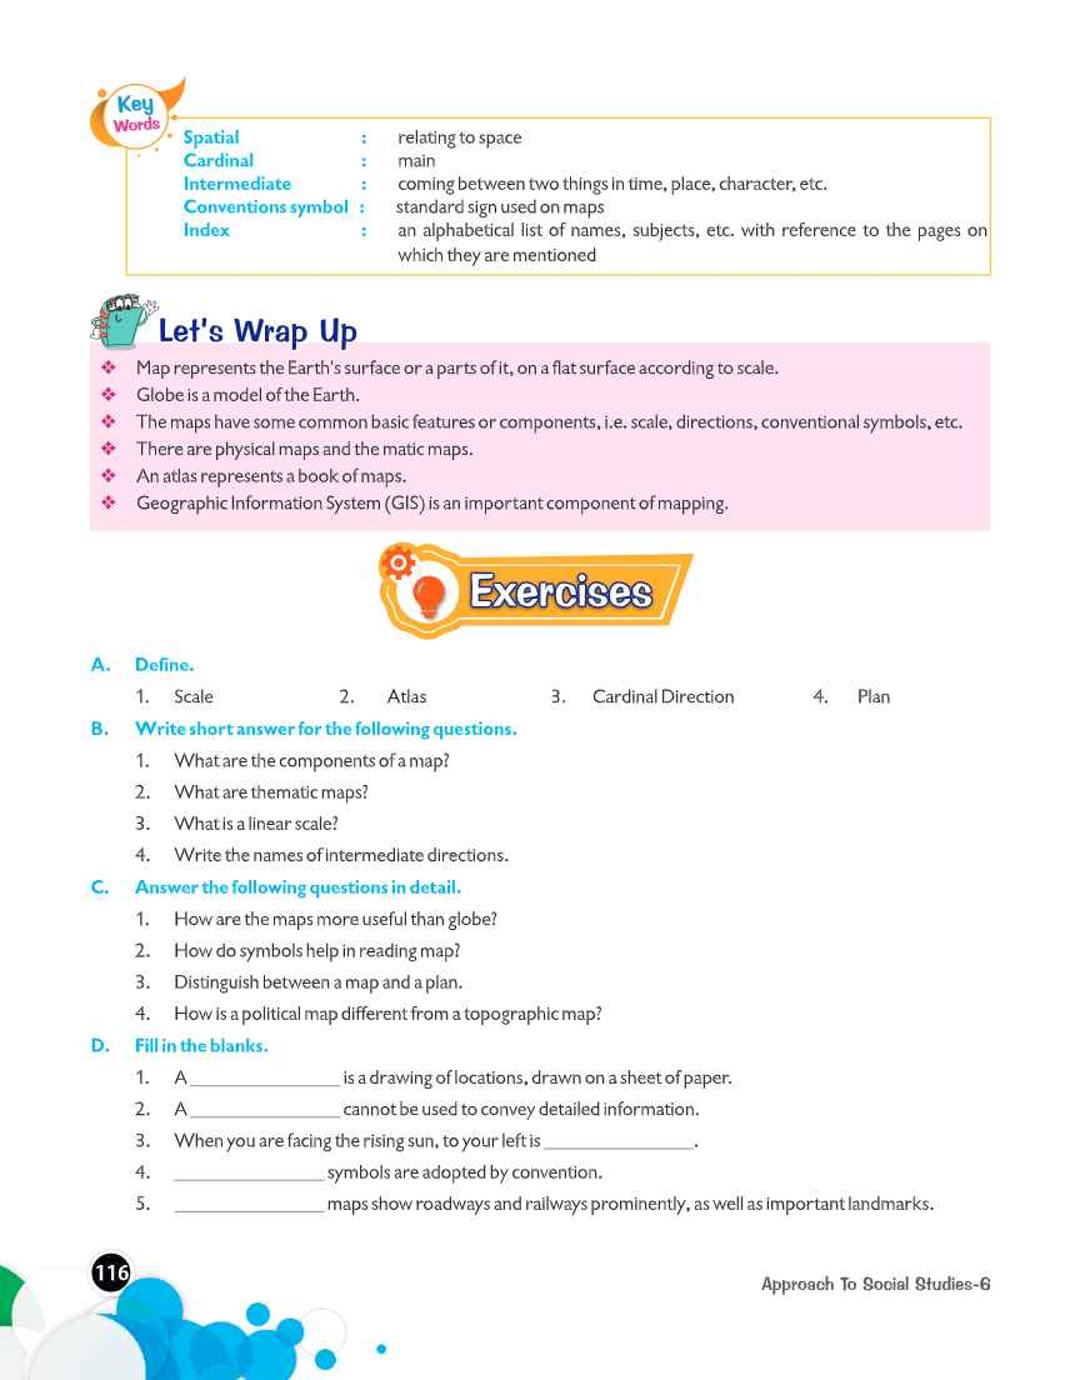 Key
Words
Spatial : relating to space
Cardinal : main
Intermediate : coming between two things in time, place, character, etc.
Conventions symbol : standard sign used on maps
Index : an alphabetical list of names, subjects, etc. with reference to the pages on
which they are mentioned
Let's Wrap Up
❖ Map represents the Earth's surface or a parts of it, on a flat surface according to scale.
❖ Globe is a model of the Earth.
❖ The maps have some common basic features or components, i.e. scale, directions, conventional symbols, etc.
❖ There are physical maps and the matic maps.
❖ An atlas represents a book of maps.
❖ Geographic Information System (GIS) is an important component of mapping.
Exercises
A. Define.
1. Scale 2. Atlas 3. Cardinal Direction 4. Plan
B. Write short answer for the following questions.
1. What are the components of a map?
2. What are thematic maps?
3. What is a linear scale?
4. Write the names of intermediate directions.
C. Answer the following questions in detail.
1. How are the maps more useful than globe?
2. How do symbols help in reading map?
3. Distinguish between a map and a plan.
4. How is a political map different from a topographic map?
D. Fill in the blanks.
1. A ______________ is a drawing of locations, drawn on a sheet of paper.
2. A ______________ cannot be used to convey detailed information.
3. When you are facing the rising sun, to your left is ______________.
4. ______________ symbols are adopted by convention.
5. ______________ maps show roadways and railways prominently, as well as important landmarks.
116
Approach To Social Studies-6